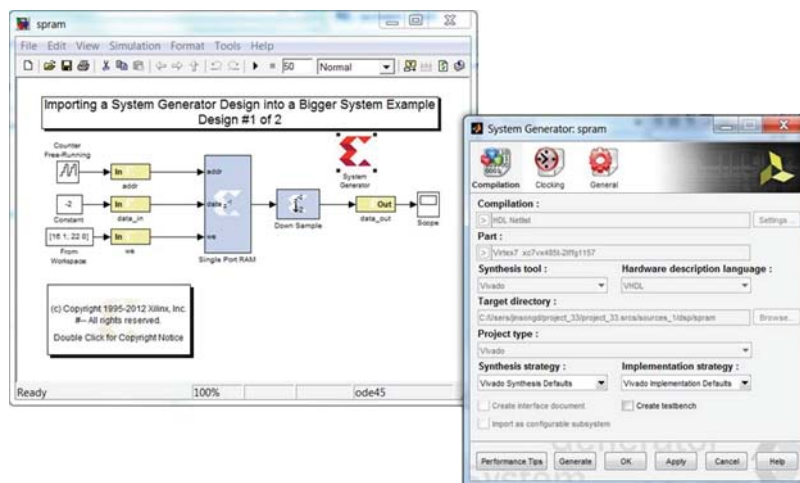 spram
File Edit View Simulation Format Tools Help
50 Normal
Importing a System Generator Design into a Bigger System Example
Design #1 of 2
Counter
Free-Running
In
addr
addr
System
Generator
-2
Constant
In
data_in
data
Down Sample
Out
data_out
Scope
[16 1; 22 0]
From
Workspace
In
we
we
Single Port RAM
(c) Copyright 1995-2012 Xilinx, Inc.
#-- All rights reserved.
Double Click for Copyright Notice
Ready 100% ode45
System Generator: spram
Compilation Clocking General
Compilation :
> HDL Netlist Settings...
Part :
> Virtex7 xc7vx485t-2ffg1157
Synthesis tool : Hardware description language :
Vivado VHDL
Target directory :
Browse...
Project type :
Vivado
Synthesis strategy : Implementation strategy :
Vivado Synthesis Defaults Vivado Implementation Defaults
Create interface document Create testbench
Import as configurable subsystem
Performance Tips Generate OK Apply Cancel Help